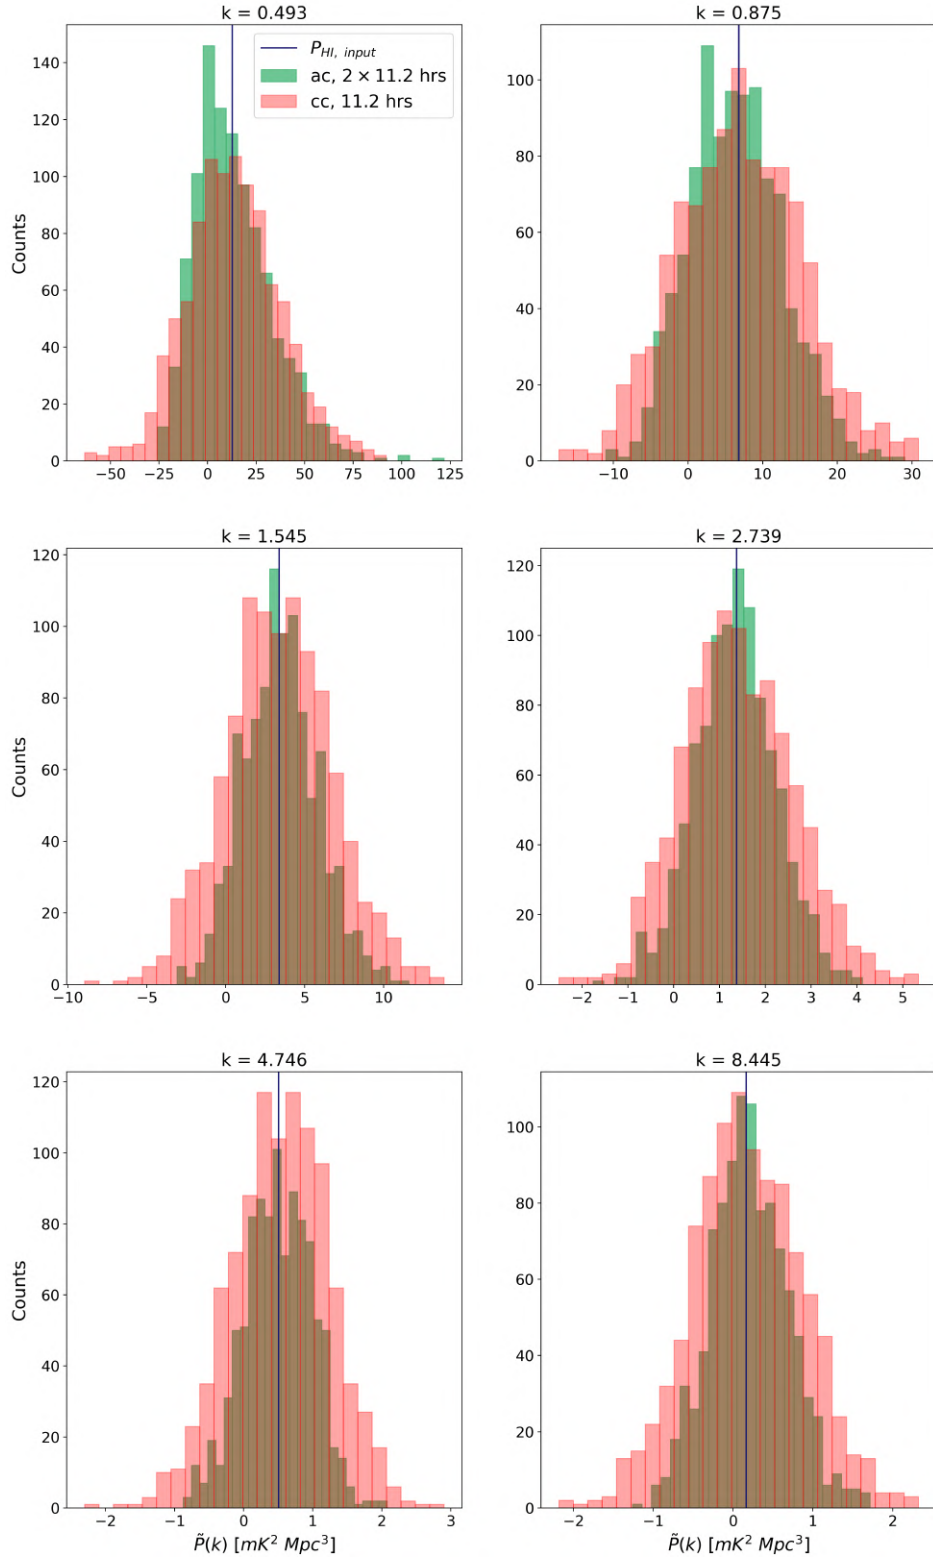 k = 0.493
k = 0.875
140
120
100
80
60
40
20
0
Counts
P_{HI, input}
ac, 2 × 11.2 hrs
cc, 11.2 hrs
−50 −25 0 25 50 75 100 125
100
80
60
40
20
0
−10 0 10 20 30
k = 1.545
k = 2.739
120
100
80
60
40
20
0
Counts
−10 −5 0 5 10
120
100
80
60
40
20
0
−2 −1 0 1 2 3 4 5
k = 4.746
k = 8.445
120
100
80
60
40
20
0
Counts
−2 −1 0 1 2 3
P̃(k) [mK² Mpc³]
100
80
60
40
20
0
−2 −1 0 1 2
P̃(k) [mK² Mpc³]